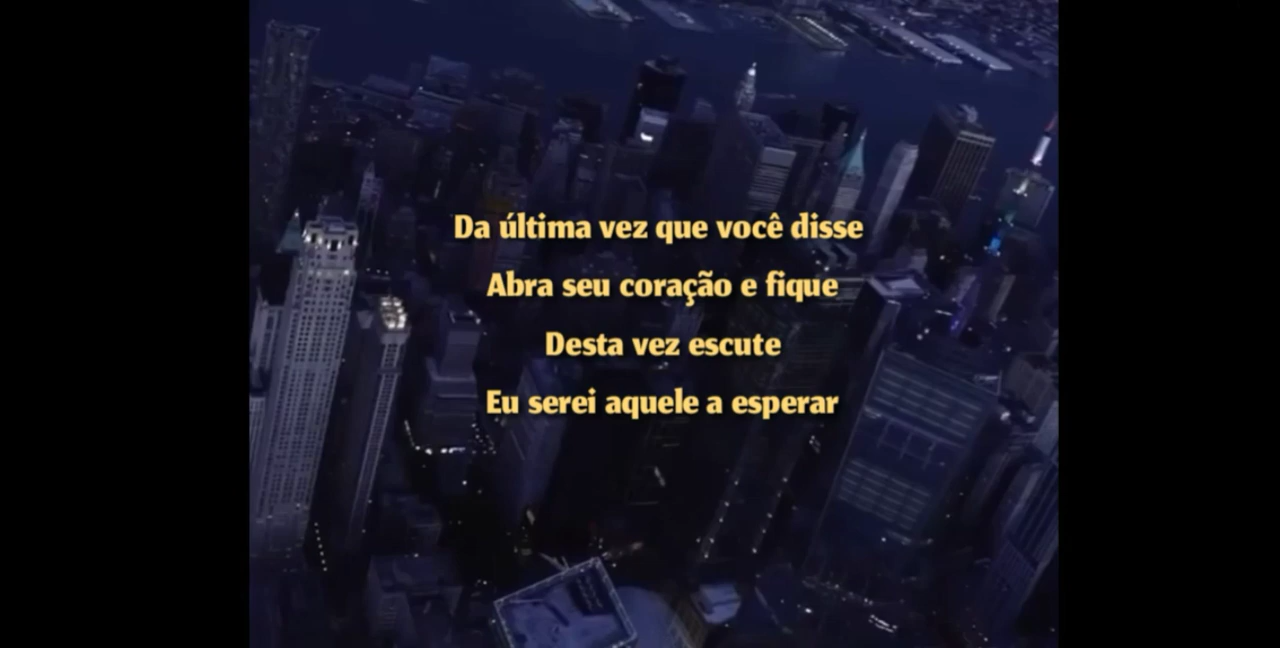 Da última vez que você disse
Abra seu coração e fique
Desta vez escute
Eu serei aquele a esperar